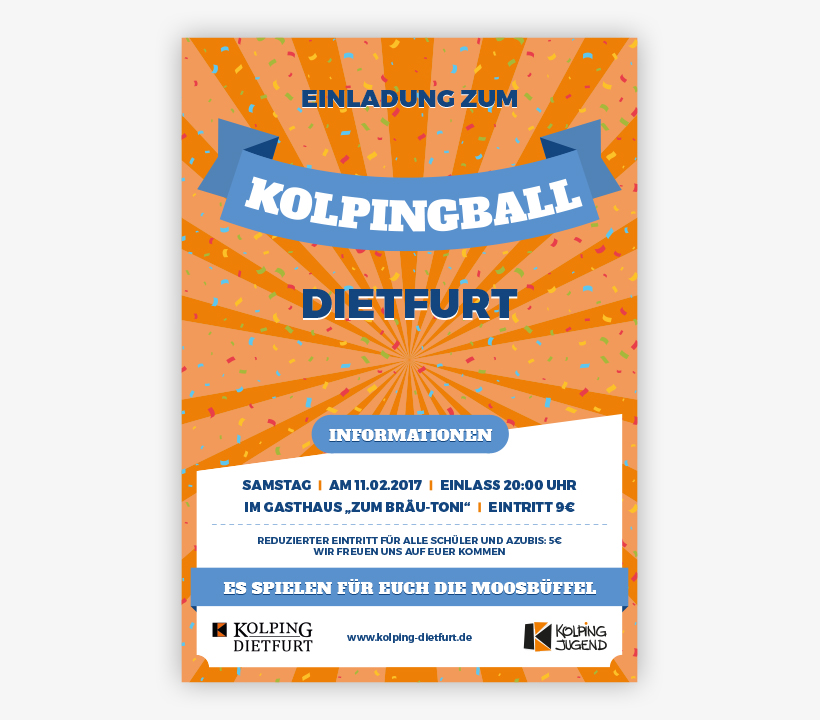 EINLADUNG ZUM
KOLPINGBALL
DIETFURT
INFORMATIONEN
SAMSTAG I AM 11.02.2017 I EINLASS 20:00 UHR
IM GASTHAUS „ZUM BRÄU-TONI“ I EINTRITT 9€
REDUZIERTER EINTRITT FÜR ALLE SCHÜLER UND AZUBIS: 5€
WIR FREUEN UNS AUF EUER KOMMEN
ES SPIELEN FÜR EUCH DIE MOOSBÜFFEL
KOLPING
DIETFURT
www.kolping-dietfurt.de
KOLPING
JUGEND